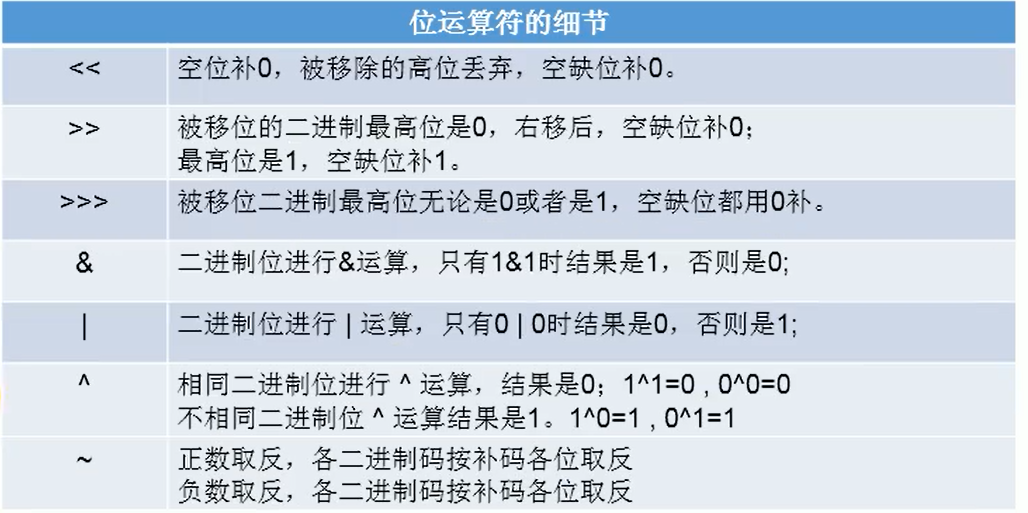 位运算符的细节
<<
空位补0，被移除的高位丢弃，空缺位补0。
>>
被移位的二进制最高位是0，右移后，空缺位补0；
最高位是1，空缺位补1。
>>>
被移位二进制最高位无论是0或者是1，空缺位都用0补。
&
二进制位进行&运算，只有1&1时结果是1，否则是0;
|
二进制位进行 | 运算，只有0 | 0时结果是0，否则是1;
^
相同二进制位进行 ^ 运算，结果是0；1^1=0 , 0^0=0
不相同二进制位 ^ 运算结果是1。1^0=1 , 0^1=1
~
正数取反，各二进制码按补码各位取反
负数取反，各二进制码按补码各位取反